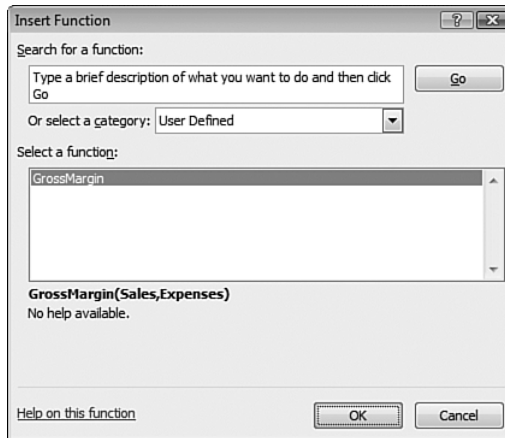 Insert Function
Search for a function:
Type a brief description of what you want to do and then click
Go
Go
Or select a category: User Defined
Select a function:
GrossMargin
GrossMargin(Sales,Expenses)
No help available.
Help on this function
OK
Cancel